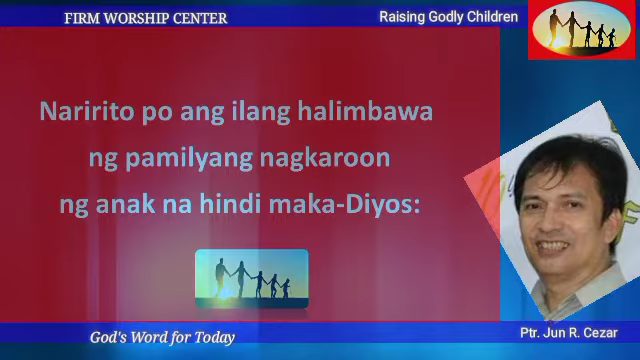 FIRM WORSHIP CENTER
Raising Godly Children
Naririto po ang ilang halimbawa
ng pamilyang nagkaroon
ng anak na hindi maka-Diyos:
God's Word for Today
Ptr. Jun R. Cezar